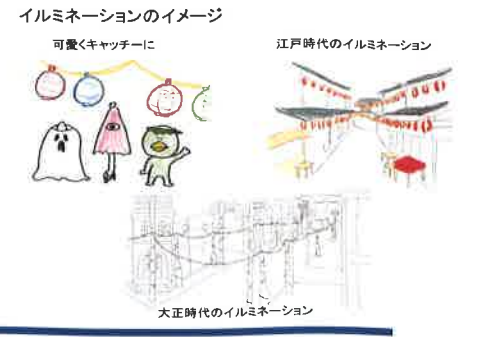 イルミネーションのイメージ
可愛くキャッチーに
江戸時代のイルミネーション
大正時代のイルミネーション